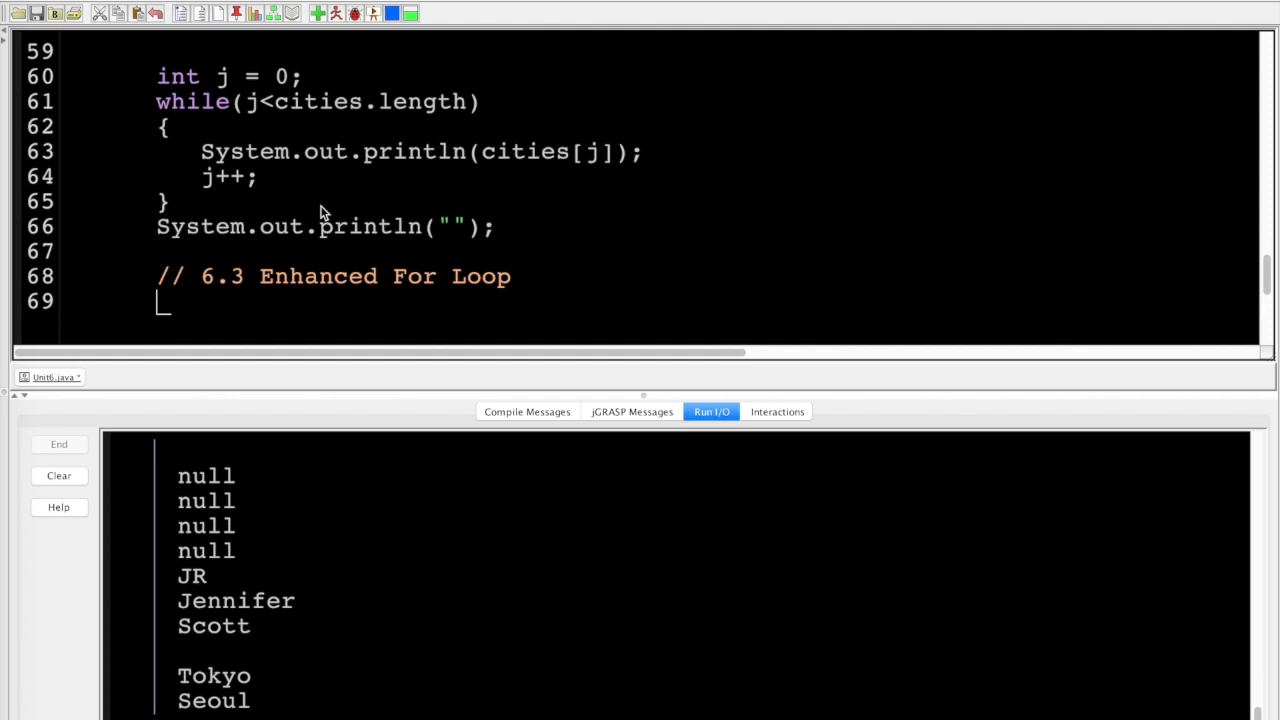 59
60 int j = 0;
61 while(j<cities.length)
62 {
63 System.out.println(cities[j]);
64 j++;
65 }
66 System.out.println("");
67
68 // 6.3 Enhanced For Loop
69
Unit6.java *
Compile Messages jGRASP Messages Run I/O Interactions
End
Clear
Help
null
null
null
null
JR
Jennifer
Scott
Tokyo
Seoul